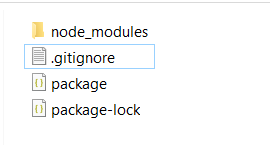 node_modules
.gitignore
package
package-lock